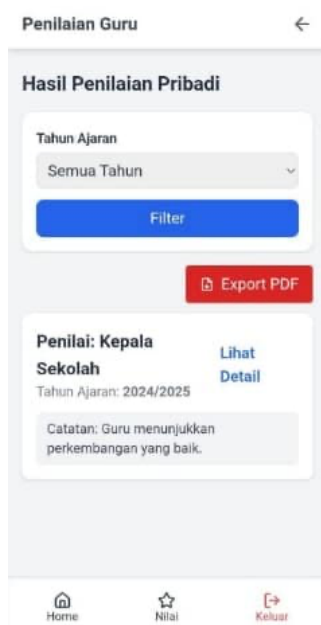 Penilaian Guru
Hasil Penilaian Pribadi
Tahun Ajaran
Semua Tahun
Filter
Export PDF
Penilai: Kepala
Sekolah
Lihat
Detail
Tahun Ajaran: 2024/2025
Catatan: Guru menunjukkan
perkembangan yang baik.
Home
Nilai
Keluar